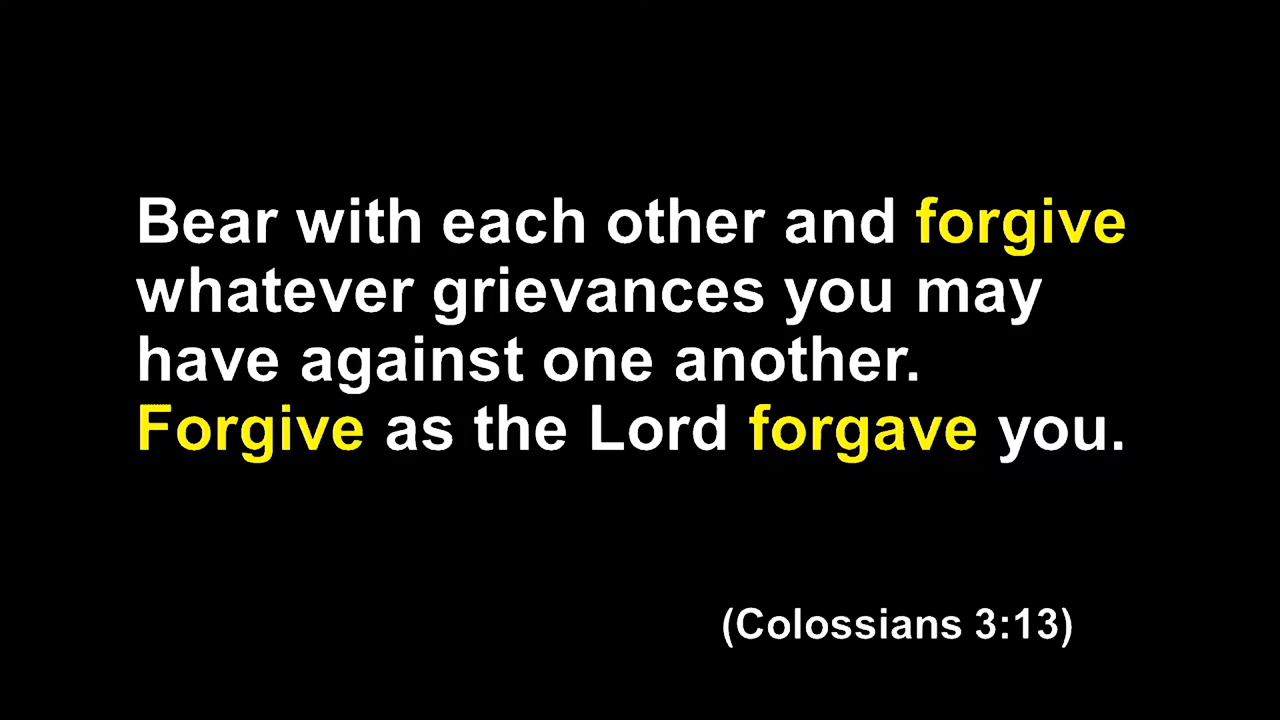 Bear with each other and forgive
whatever grievances you may
have against one another.
Forgive as the Lord forgave you.
(Colossians 3:13)